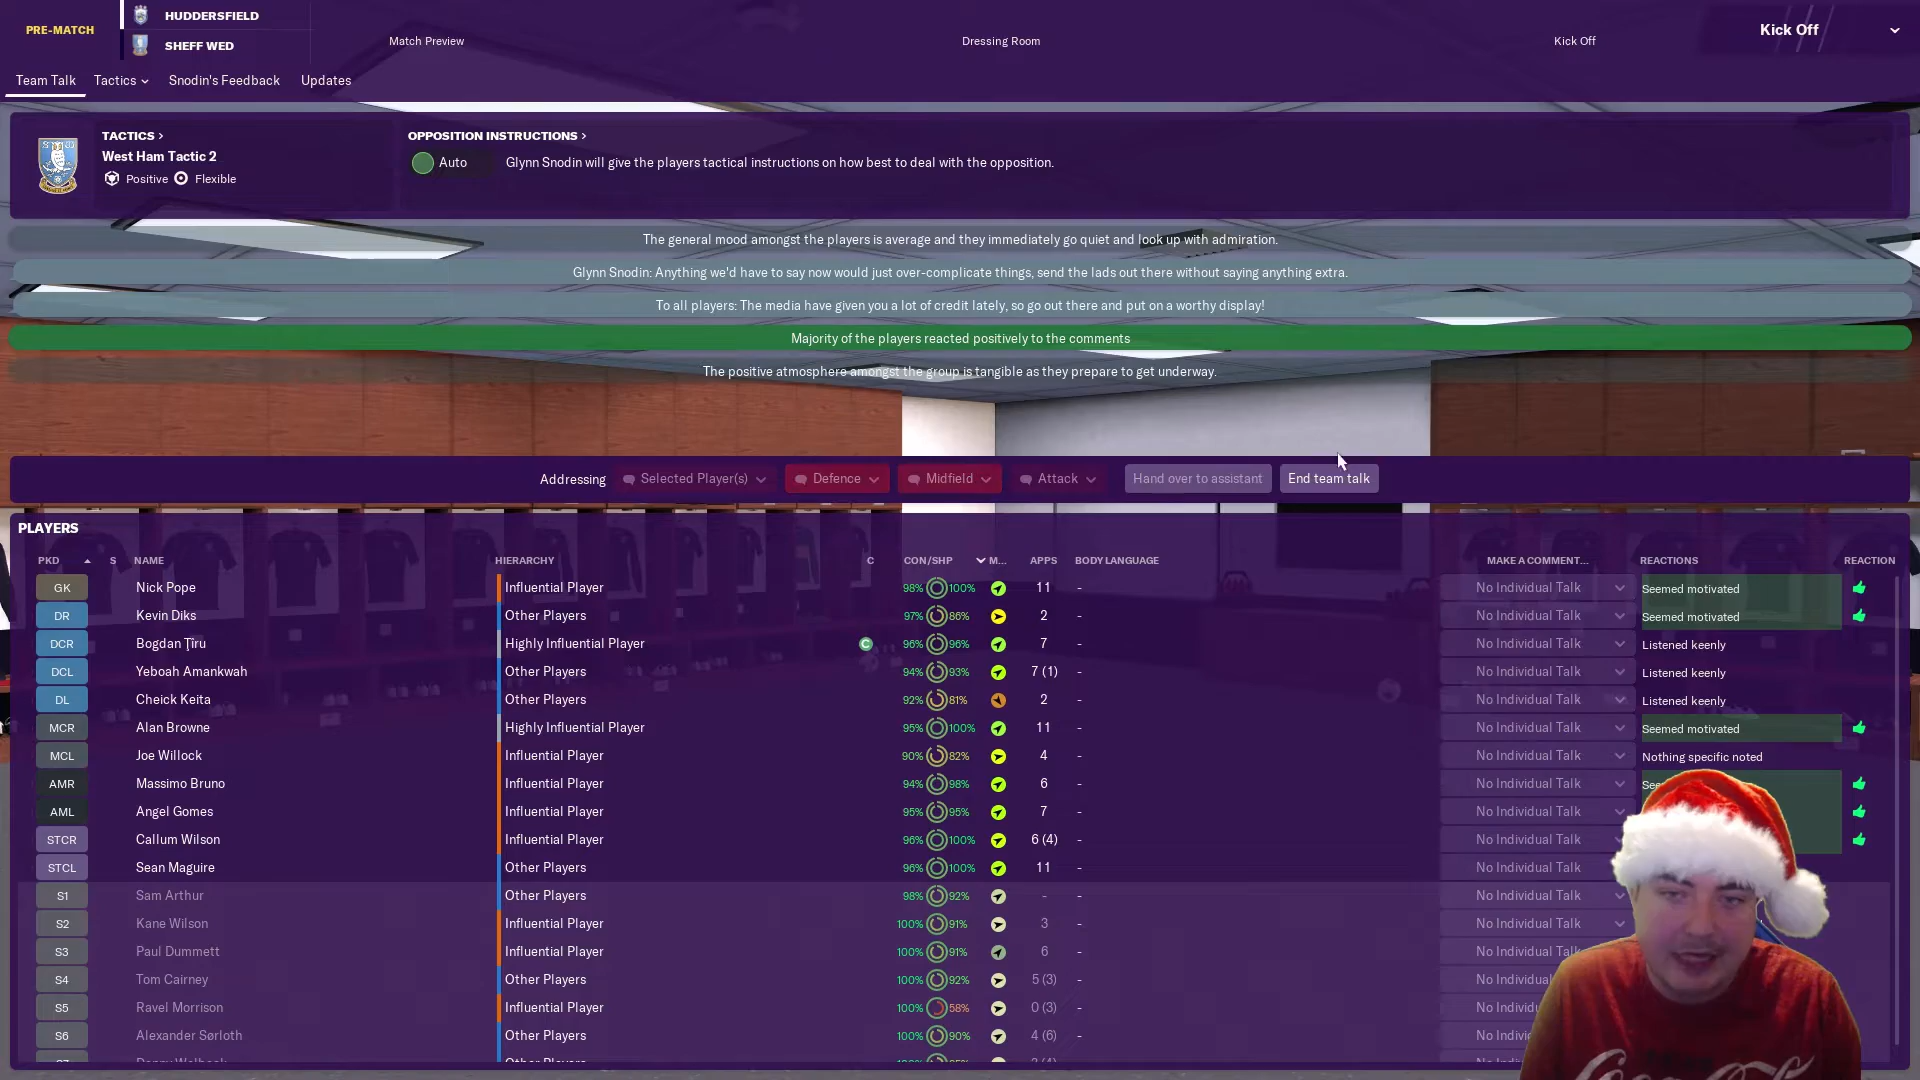 PRE-MATCH
HUDDERSFIELD
SHEFF WED
Match Preview
Dressing Room
Kick Off
Kick Off
Team Talk
Tactics
Snodin's Feedback
Updates
TACTICS >
West Ham Tactic 2
Positive
Flexible
OPPOSITION INSTRUCTIONS >
Auto
Glynn Snodin will give the players tactical instructions on how best to deal with the opposition.
The general mood amongst the players is average and they immediately go quiet and look up with admiration.
Glynn Snodin: Anything we'd have to say now would just over-complicate things, send the lads out there without saying anything extra.
To all players: The media have given you a lot of credit lately, so go out there and put on a worthy display!
Majority of the players reacted positively to the comments
The positive atmosphere amongst the group is tangible as they prepare to get underway.
Addressing Selected Player(s) Defence Midfield Attack Hand over to assistant End team talk
PLAYERS
PKD S NAME HIERARCHY C CON/SHP M... APPS BODY LANGUAGE MAKE A COMMENT... REACTIONS REACTION
GK Nick Pope Influential Player 98% 100% 11 - No Individual Talk Seemed motivated
DR Kevin Diks Other Players 97% 86% 2 - No Individual Talk Seemed motivated
DCR Bogdan Țîru Highly Influential Player C 96% 96% 7 - No Individual Talk Listened keenly
DCL Yeboah Amankwah Other Players 94% 93% 7 (1) - No Individual Talk Listened keenly
DL Cheick Keita Other Players 92% 81% 2 - No Individual Talk Listened keenly
MCR Alan Browne Highly Influential Player 95% 100% 11 - No Individual Talk Seemed motivated
MCL Joe Willock Influential Player 90% 82% 4 - No Individual Talk Nothing specific noted
AMR Massimo Bruno Influential Player 94% 98% 6 - No Individual Talk
AML Angel Gomes Influential Player 95% 95% 7 - No Individual Talk
STCR Callum Wilson Influential Player 96% 100% 6 (4) - No Individual Talk
STCL Sean Maguire Other Players 96% 100% 11 - No Individual Talk
S1 Sam Arthur Other Players 98% 92% - - No Individual Talk
S2 Kane Wilson Influential Player 100% 91% 3 - No Individual Talk
S3 Paul Dummett Influential Player 100% 91% 6 - No Individual Talk
S4 Tom Cairney Other Players 100% 92% 5 (3) - No Individual
S5 Ravel Morrison Influential Player 100% 58% 0 (3) - No Individual
S6 Alexander Sørloth Other Players 100% 90% 4 (6) - No